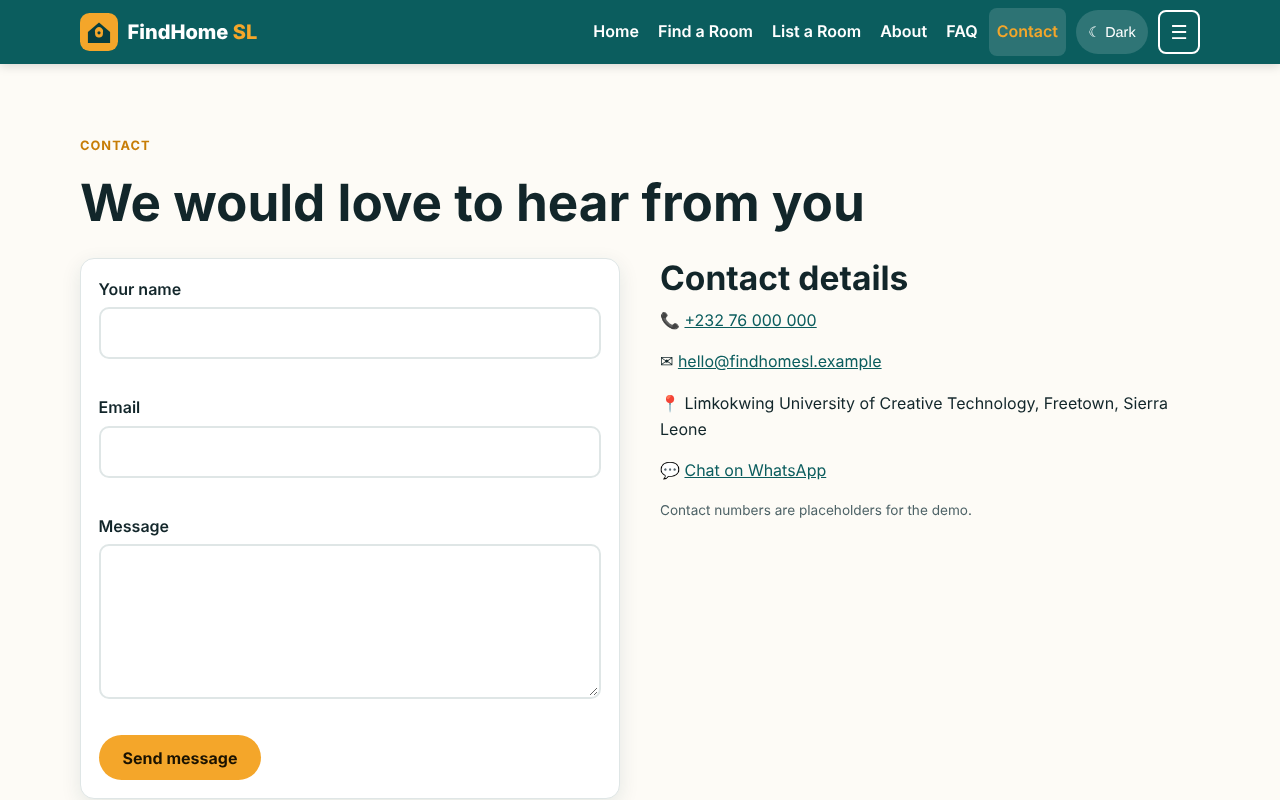 FindHome SL
Home
Find a Room
List a Room
About
FAQ
Contact
☾ Dark
☰
CONTACT
We would love to hear from you
Your name
Email
Message
Send message
Contact details
📞 +232 76 000 000
✉ hello@findhomesl.example
📍 Limkokwing University of Creative Technology, Freetown, Sierra
Leone
💬 Chat on WhatsApp
Contact numbers are placeholders for the demo.